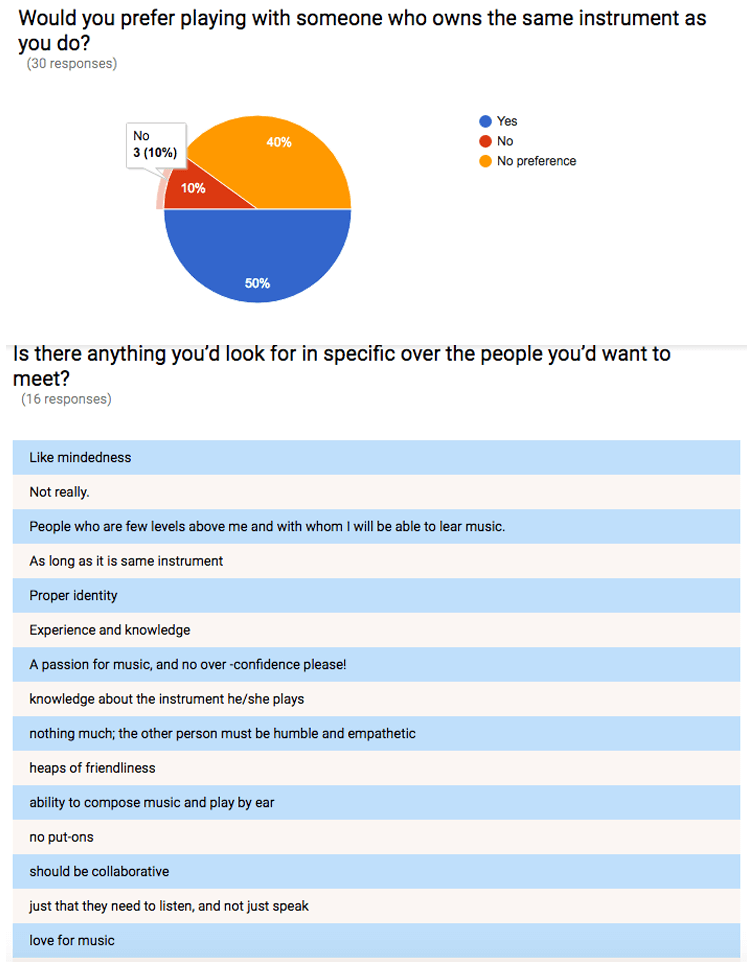 Would you prefer playing with someone who owns the same instrument as
you do?
(30 responses)
No
3 (10%)
40%
10%
50%
Yes
No
No preference
Is there anything you’d look for in specific over the people you’d want to
meet?
(16 responses)
Like mindedness
Not really.
People who are few levels above me and with whom I will be able to lear music.
As long as it is same instrument
Proper identity
Experience and knowledge
A passion for music, and no over -confidence please!
knowledge about the instrument he/she plays
nothing much; the other person must be humble and empathetic
heaps of friendliness
ability to compose music and play by ear
no put-ons
should be collaborative
just that they need to listen, and not just speak
love for music